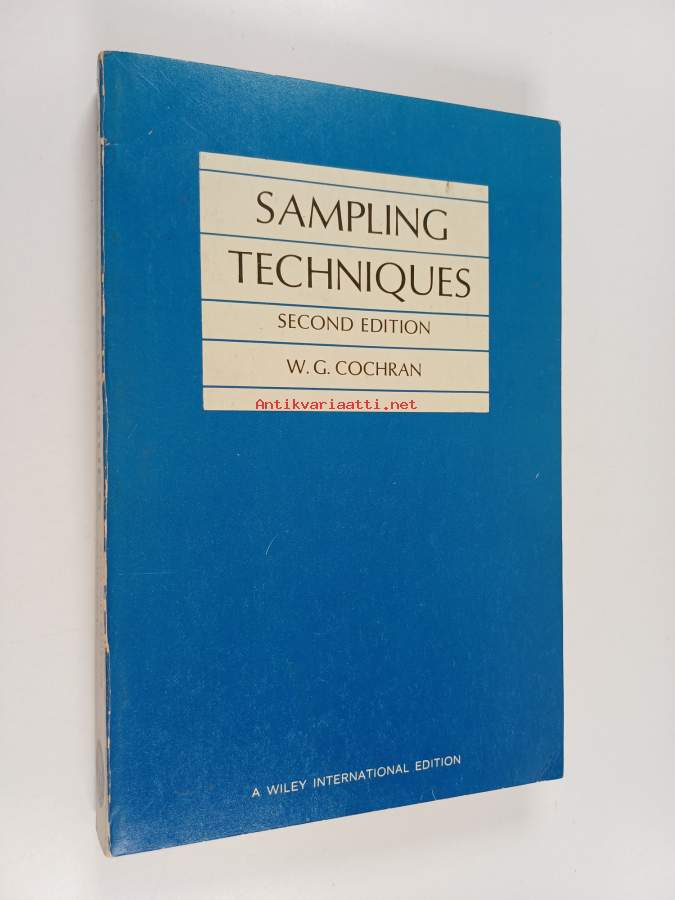 SAMPLING
TECHNIQUES
SECOND EDITION
W. G. COCHRAN
Antikvariaatti.net
A WILEY INTERNATIONAL EDITION